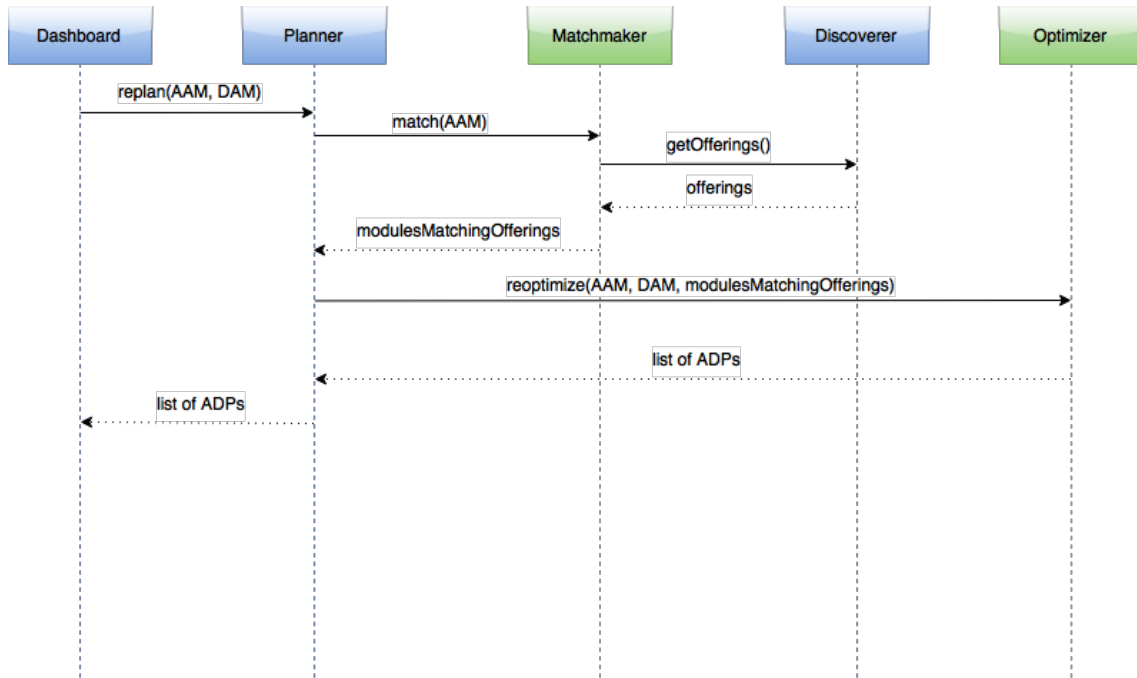 Dashboard
Planner
Matchmaker
Discoverer
Optimizer
replan(AAM, DAM)
match(AAM)
getOfferings()
offerings
modulesMatchingOfferings
reoptimize(AAM, DAM, modulesMatchingOfferings)
list of ADPs
list of ADPs